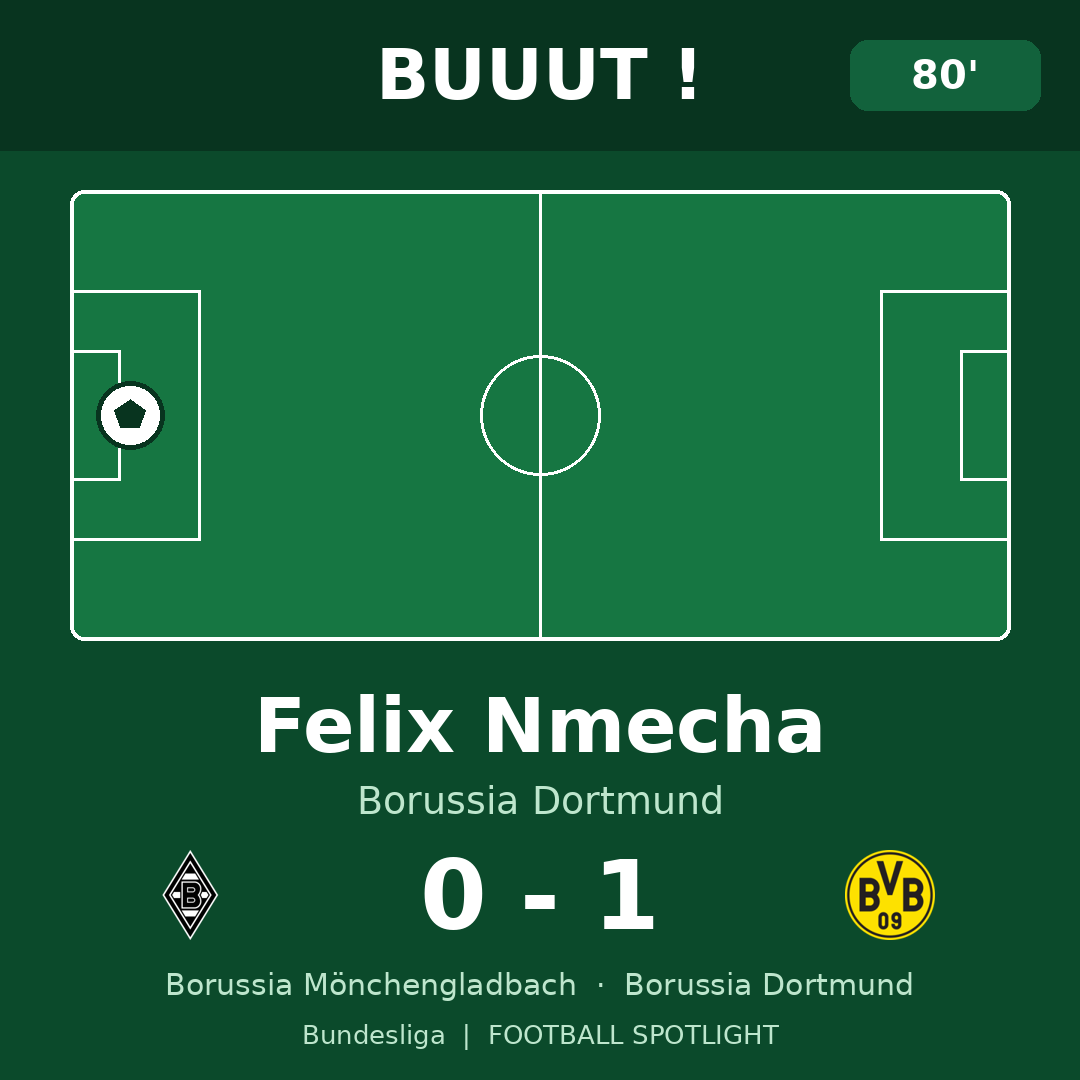 BUUUT !
80'
Felix Nmecha
Borussia Dortmund
0 - 1
B
BVB
09
Borussia Mönchengladbach · Borussia Dortmund
Bundesliga | FOOTBALL SPOTLIGHT